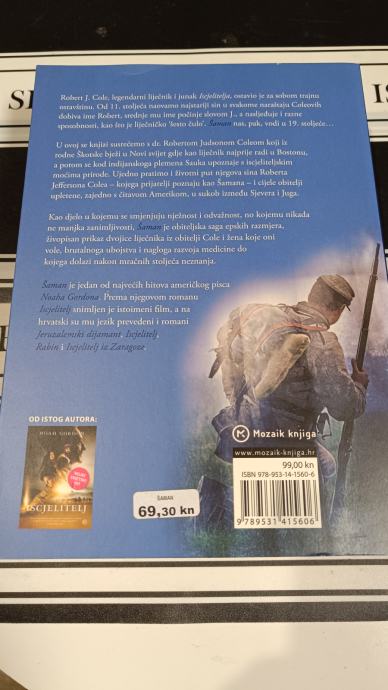 Robert J. Cole, legendarni liječnik i junak Iscjelitelja, ostavio je za sobom trajnu
ostavštinu. Od 11. stoljeća naovamo najstariji sin u svakome naraštaju Coleovih
dobiva ime Robert, srednje mu ime počinje slovom J., a nasljeđuje i razne
sposobnosti, kao što je liječničko 'šesto čulo'. Šaman nas, pak, vodi u 19. stoljeće...
U ovoj se knjizi susrećemo s dr. Robertom Judsonom Coleom koji iz
rodne Škotske bježi u Novi svijet gdje kao liječnik najprije radi u Bostonu,
a potom se kod indijanskoga plemena Sauka upoznaje s iscjeliteljskim
moćima prirode. Ujedno pratimo i životni put njegova sina Roberta
Jeffersona Colea – kojega prijatelji poznaju kao Šamana – i cijele obitelji
upletene, zajedno s čitavom Amerikom, u sukob između Sjevera i Juga.
Kao djelo u kojemu se smjenjuju nježnost i odvažnost, no kojemu nikada
ne manjka zanimljivosti, Šaman je obiteljska saga epskih razmjera,
živopisan prikaz dvojice liječnika iz obitelji Cole i žena koje oni
vole, brutalnoga ubojstva i nagloga razvoja medicine do
kojega dolazi nakon mračnih stoljeća neznanja.
Šaman je jedan od najvećih hitova američkog pisca
Noaha Gordona. Prema njegovom romanu
Iscjelitelj snimljen je istoimeni film, a na
hrvatski su mu jezik prevedeni i romani
Jeruzalemski dijamant, Iscjelitelj,
Rabin i Iscjelitelj iz Zaragoze.
OD ISTOG AUTORA:
NOAH GORDON
ISCJELITELJ
ŠAMAN
69,30 kn
Mozaik knjiga
www.mozaik-knjiga.hr
99,00 kn
ISBN 978-953-14-1560-6
9 789531 415606